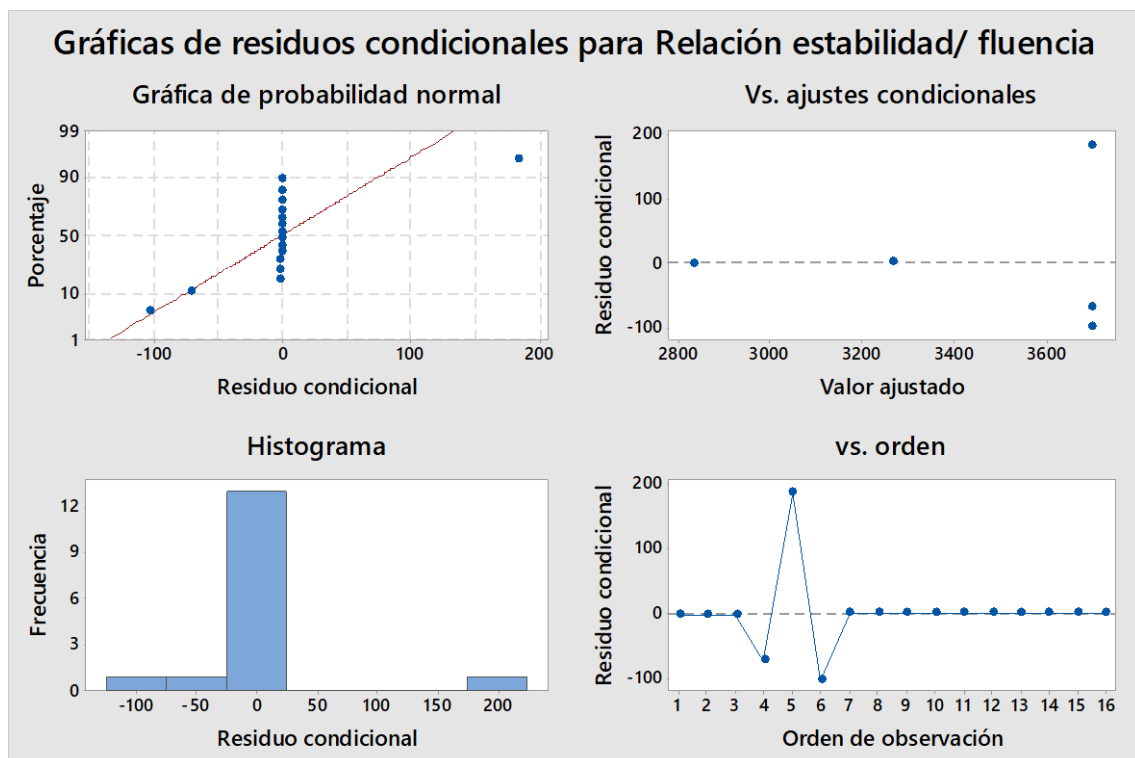 Gráficas de residuos condicionales para Relación estabilidad/ fluencia
Gráfica de probabilidad normal
99
90
50
10
1
Porcentaje
-100
0
100
200
Residuo condicional
Vs. ajustes condicionales
200
100
0
-100
Residuo condicional
2800
3000
3200
3400
3600
Valor ajustado
Histograma
12
9
6
3
0
Frecuencia
-100
-50
0
50
100
150
200
Residuo condicional
vs. orden
200
100
0
-100
Residuo condicional
1 2 3 4 5 6 7 8 9 10 11 12 13 14 15 16
Orden de observación